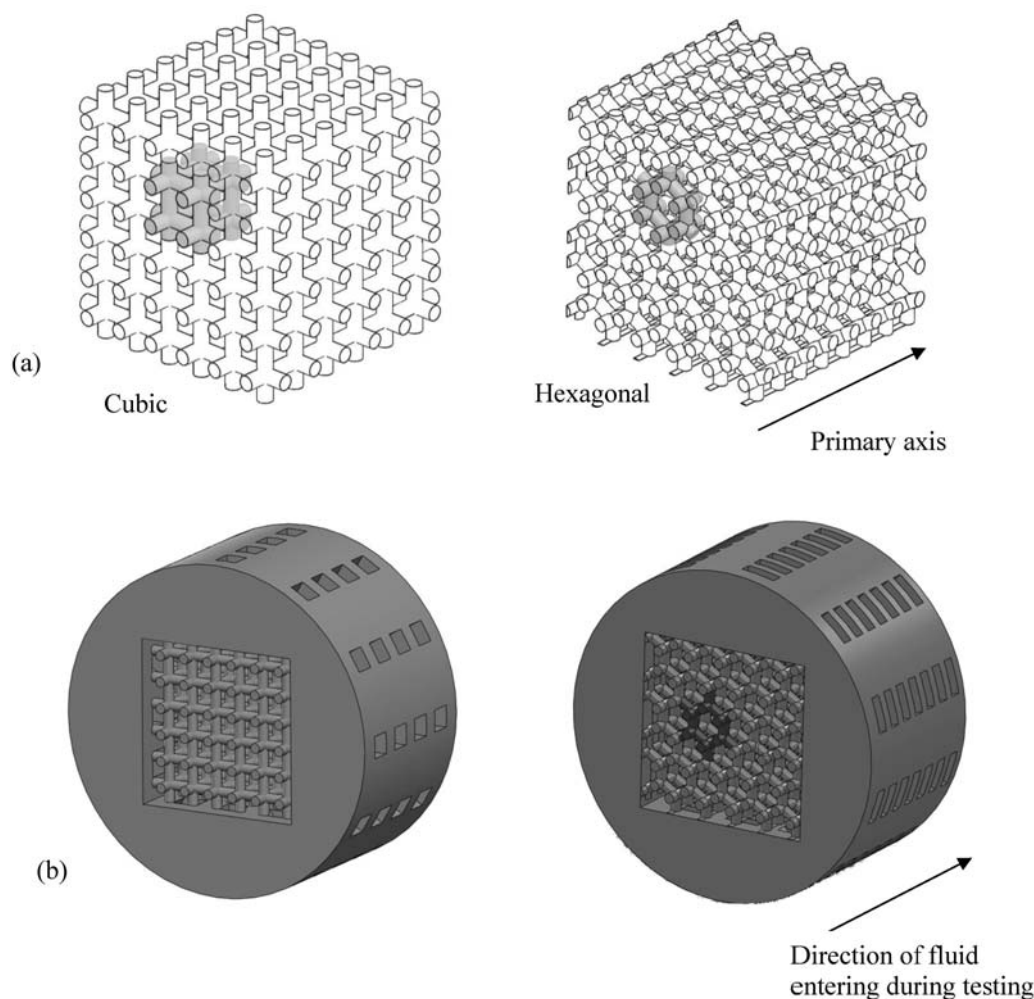 (a)
Cubic
Hexagonal
Primary axis
(b)
Direction of fluid
entering during testing